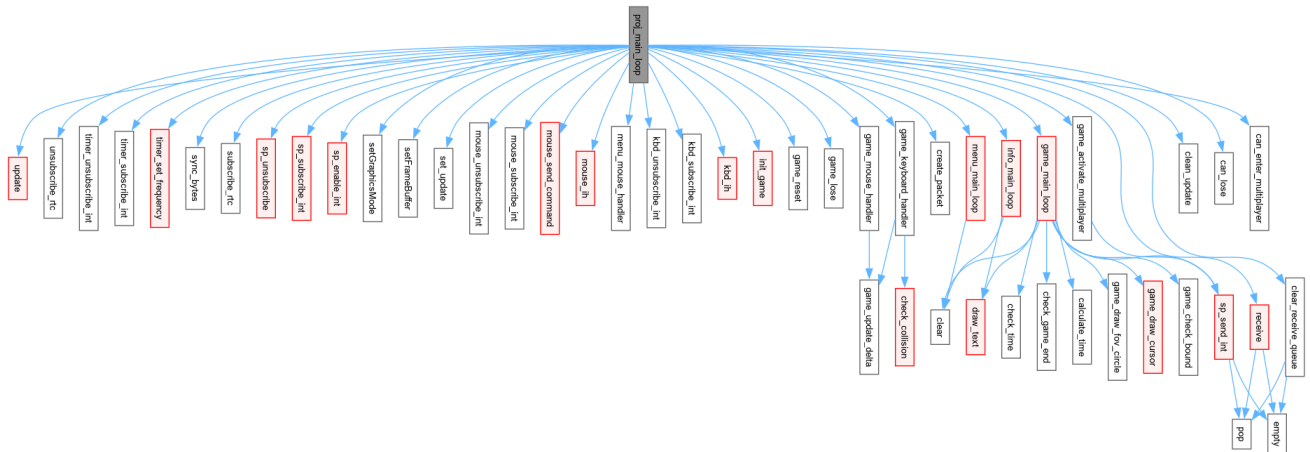 proj_main_loop
update
unsubscribe_rtc
timer_unsubscribe_int
timer_subscribe_int
timer_set_frequency
sync_bytes
subscribe_rtc
sp_unsubscribe
sp_subscribe_int
sp_enable_int
setGraphicsMode
setFrameBuffer
set_update
mouse_unsubscribe_int
mouse_subscribe_int
mouse_send_command
mouse_ih
menu_mouse_handler
kbd_unsubscribe_int
kbd_subscribe_int
kbd_ih
init_game
game_reset
game_lose
game_mouse_handler
game_keyboard_handler
create_packet
menu_main_loop
info_main_loop
game_main_loop
game_activate_multiplayer
clean_update
can_lose
can_enter_multiplayer
game_update_delta
check_collision
clear
draw_text
check_time
check_game_end
calculate_time
game_draw_fov_circle
game_draw_cursor
game_check_bound
sp_send_int
receive
clear_receive_queue
pop
empty